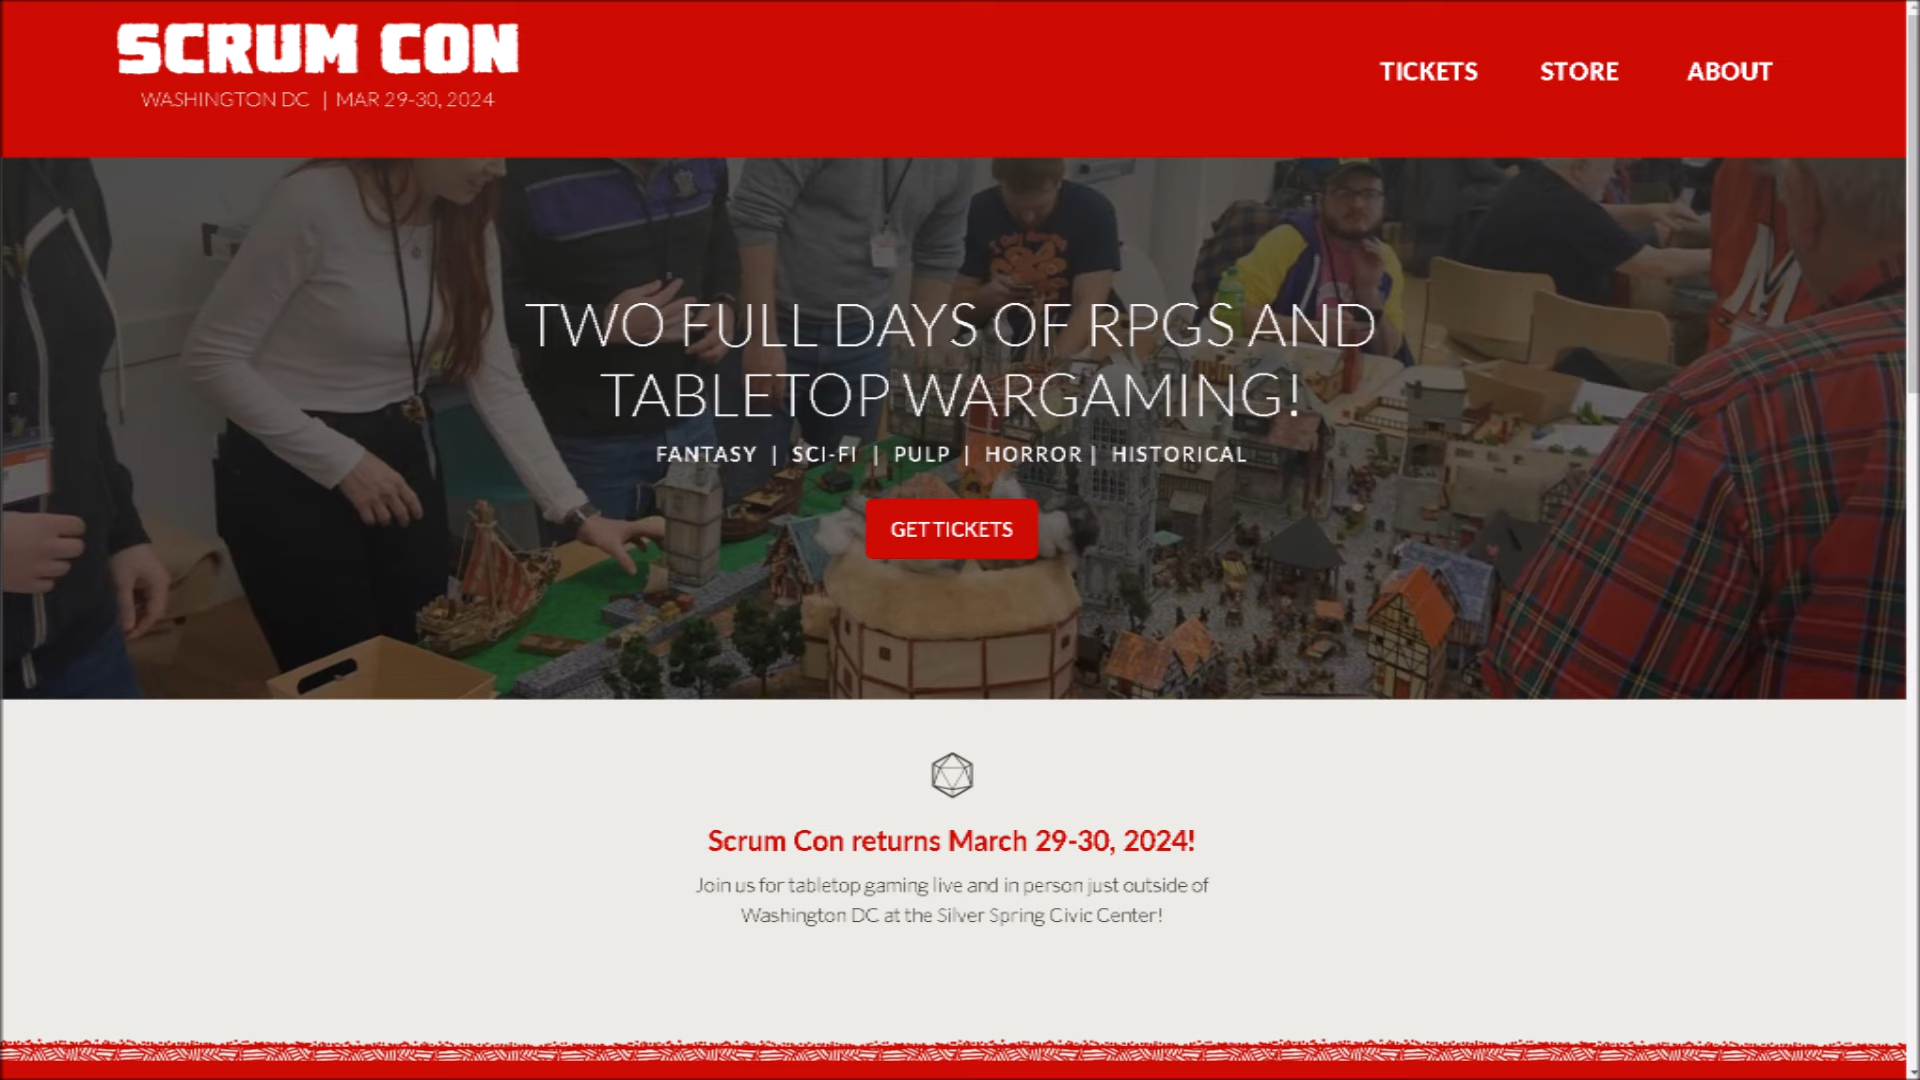 SCRUM CON
WASHINGTON DC | MAR 29-30, 2024
TICKETS STORE ABOUT
TWO FULL DAYS OF RPGS AND
TABLETOP WARGAMING!
FANTASY | SCI-FI | PULP | HORROR | HISTORICAL
GET TICKETS
Scrum Con returns March 29-30, 2024!
Join us for tabletop gaming live and in person just outside of
Washington DC at the Silver Spring Civic Center!